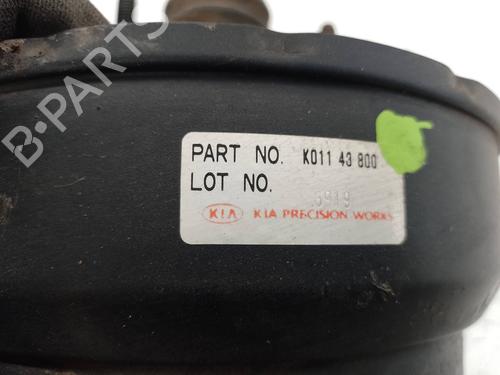 PART NO. K011 43 800
LOT NO.
KIA KIA PRECISION WORKS
B-PARTS